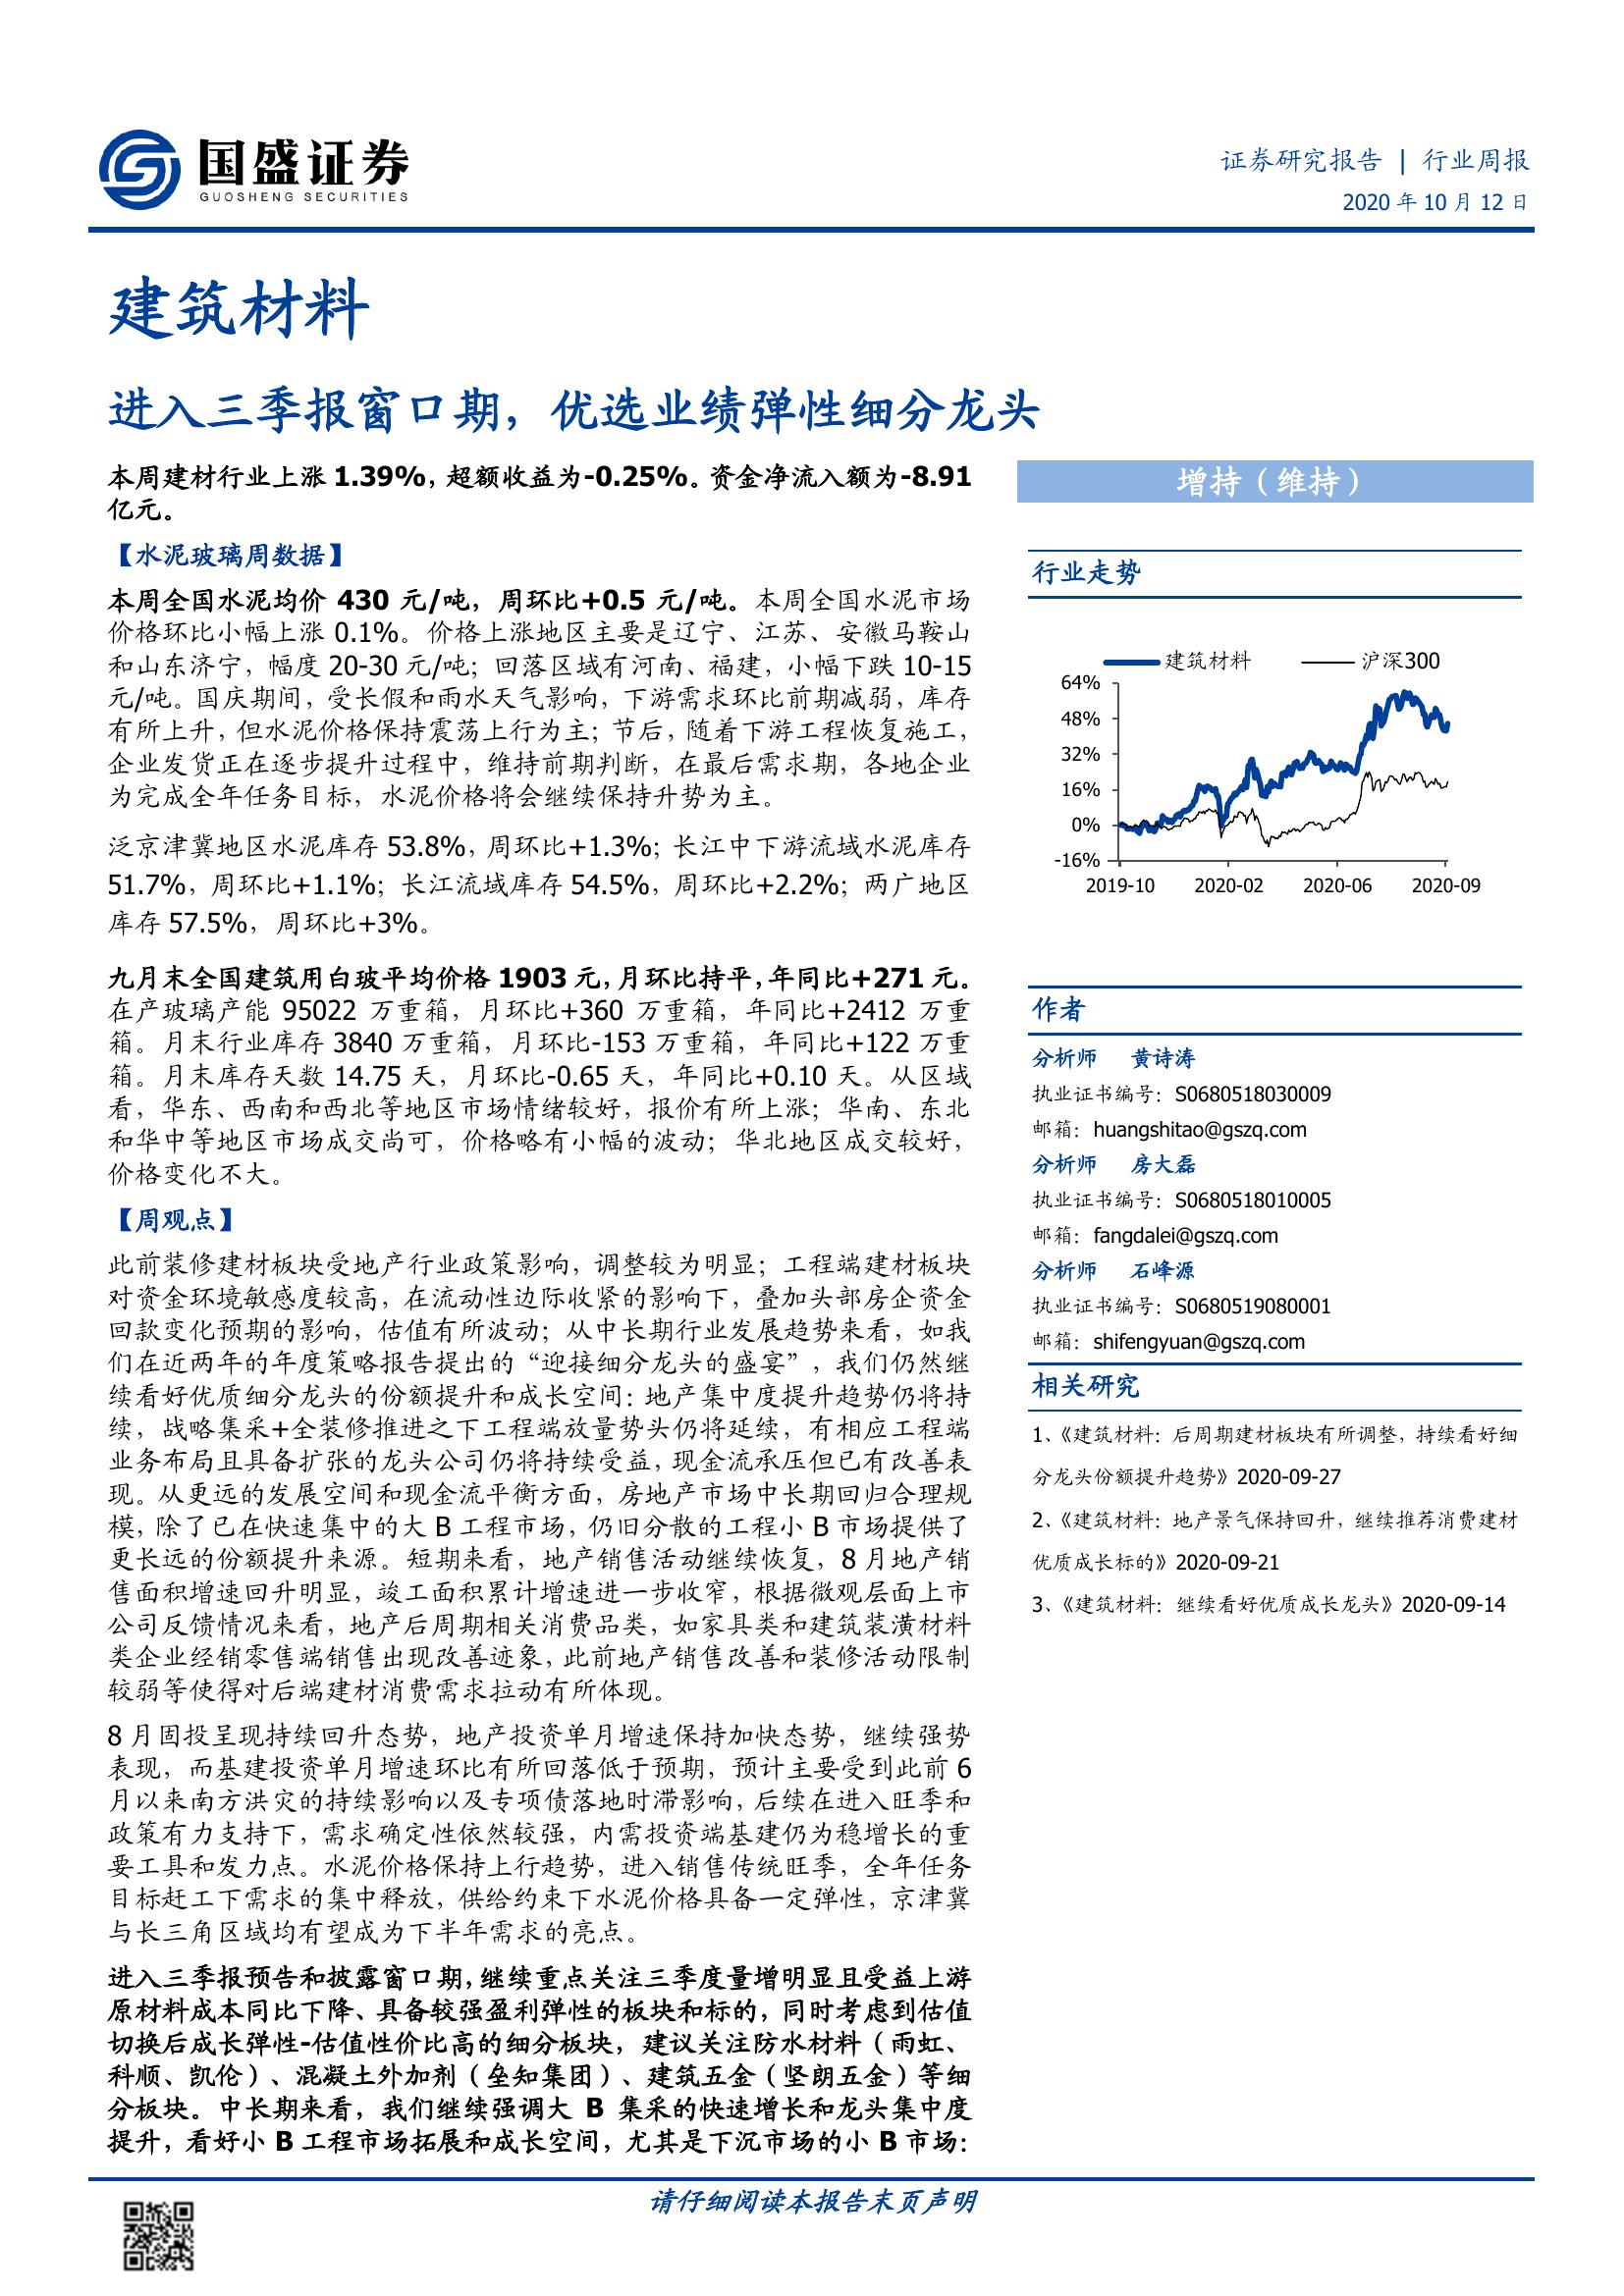 国盛证券
GUOSHENG SECURITIES
证券研究报告 | 行业周报
2020 年 10 月 12 日
建筑材料
进入三季报窗口期，优选业绩弹性细分龙头
本周建材行业上涨 1.39%，超额收益为-0.25%。资金净流入额为-8.91
亿元。
【水泥玻璃周数据】
本周全国水泥均价 430 元/吨，周环比+0.5 元/吨。本周全国水泥市场
价格环比小幅上涨 0.1%。价格上涨地区主要是辽宁、江苏、安徽马鞍山
和山东济宁，幅度 20-30 元/吨；回落区域有河南、福建，小幅下跌 10-15
元/吨。国庆期间，受长假和雨水天气影响，下游需求环比前期减弱，库存
有所上升，但水泥价格保持震荡上行为主；节后，随着下游工程恢复施工，
企业发货正在逐步提升过程中，维持前期判断，在最后需求期，各地企业
为完成全年任务目标，水泥价格将会继续保持升势为主。
泛京津冀地区水泥库存 53.8%，周环比+1.3%；长江中下游流域水泥库存
51.7%，周环比+1.1%；长江流域库存 54.5%，周环比+2.2%；两广地区
库存 57.5%，周环比+3%。
九月末全国建筑用白玻平均价格 1903 元，月环比持平，年同比+271 元。
在产玻璃产能 95022 万重箱，月环比+360 万重箱，年同比+2412 万重
箱。月末行业库存 3840 万重箱，月环比-153 万重箱，年同比+122 万重
箱。月末库存天数 14.75 天，月环比-0.65 天，年同比+0.10 天。从区域
看，华东、西南和西北等地区市场情绪较好，报价有所上涨；华南、东北
和华中等地区市场成交尚可，价格略有小幅的波动；华北地区成交较好，
价格变化不大。
【周观点】
此前装修建材板块受地产行业政策影响，调整较为明显；工程端建材板块
对资金环境敏感度较高，在流动性边际收紧的影响下，叠加头部房企资金
回款变化预期的影响，估值有所波动；从中长期行业发展趋势来看，如我
们在近两年的年度策略报告提出的“迎接细分龙头的盛宴”，我们仍然继
续看好优质细分龙头的份额提升和成长空间：地产集中度提升趋势仍将持
续，战略集采+全装修推进之下工程端放量势头仍将延续，有相应工程端
业务布局且具备扩张的龙头公司仍将持续受益，现金流承压但已有改善表
现。从更远的发展空间和现金流平衡方面，房地产市场中长期回归合理规
模，除了已在快速集中的大 B 工程市场，仍旧分散的工程小 B 市场提供了
更长远的份额提升来源。短期来看，地产销售活动继续恢复，8 月地产销
售面积增速回升明显，竣工面积累计增速进一步收窄，根据微观层面上市
公司反馈情况来看，地产后周期相关消费品类，如家具类和建筑装潢材料
类企业经销零售端销售出现改善迹象，此前地产销售改善和装修活动限制
较弱等使得对后端建材消费需求拉动有所体现。
8 月固投呈现持续回升态势，地产投资单月增速保持加快态势，继续强势
表现，而基建投资单月增速环比有所回落低于预期，预计主要受到此前 6
月以来南方洪灾的持续影响以及专项债落地时滞影响，后续在进入旺季和
政策有力支持下，需求确定性依然较强，内需投资端基建仍为稳增长的重
要工具和发力点。水泥价格保持上行趋势，进入销售传统旺季，全年任务
目标赶工下需求的集中释放，供给约束下水泥价格具备一定弹性，京津冀
与长三角区域均有望成为下半年需求的亮点。
进入三季报预告和披露窗口期，继续重点关注三季度量增明显且受益上游
原材料成本同比下降、具备较强盈利弹性的板块和标的，同时考虑到估值
切换后成长弹性-估值性价比高的细分板块，建议关注防水材料（雨虹、
科顺、凯伦）、混凝土外加剂（垒知集团）、建筑五金（坚朗五金）等细
分板块。中长期来看，我们继续强调大 B 集采的快速增长和龙头集中度
提升，看好小 B 工程市场拓展和成长空间，尤其是下沉市场的小 B 市场：
增持（维持）
行业走势
建筑材料 沪深300
64%
48%
32%
16%
0%
-16%
2019-10 2020-02 2020-06 2020-09
作者
分析师 黄诗涛
执业证书编号：S0680518030009
邮箱：huangshitao@gszq.com
分析师 房大磊
执业证书编号：S0680518010005
邮箱：fangdalei@gszq.com
分析师 石峰源
执业证书编号：S0680519080001
邮箱：shifengyuan@gszq.com
相关研究
1、《建筑材料：后周期建材板块有所调整，持续看好细
分龙头份额提升趋势》2020-09-27
2、《建筑材料：地产景气保持回升，继续推荐消费建材
优质成长标的》2020-09-21
3、《建筑材料：继续看好优质成长龙头》2020-09-14
请仔细阅读本报告末页声明